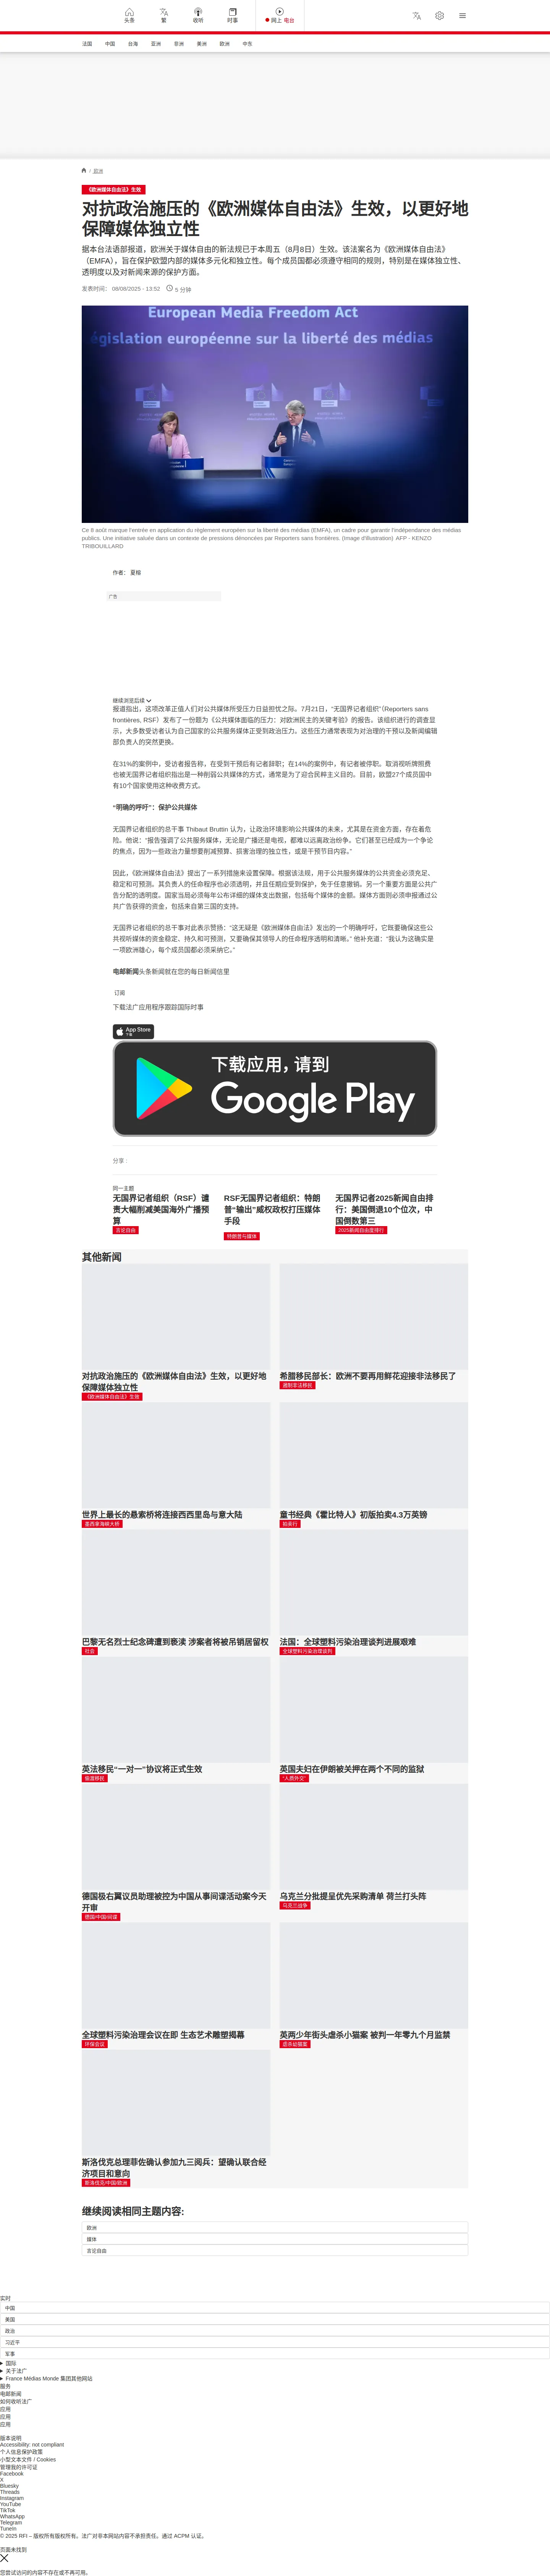 头条
繁
收听
时事
网上 电台
法国
中国
台海
亚洲
非洲
美洲
欧洲
中东
/ 欧洲
《欧洲媒体自由法》生效
对抗政治施压的《欧洲媒体自由法》生效，以更好地
保障媒体独立性
据本台法语部报道，欧洲关于媒体自由的新法规已于本周五（8月8日）生效。该法案名为《欧洲媒体自由法》
（EMFA），旨在保护欧盟内部的媒体多元化和独立性。每个成员国都必须遵守相同的规则，特别是在媒体独立性、
透明度以及对新闻来源的保护方面。
发表时间： 08/08/2025 - 13:52
5 分钟
European Media Freedom Act
législation européenne sur la liberté des médias
Ce 8 août marque l'entrée en application du règlement européen sur la liberté des médias (EMFA), un cadre pour garantir l'indépendance des médias
publics. Une initiative saluée dans un contexte de pressions dénoncées par Reporters sans frontières. (Image d'illustration) AFP - KENZO
TRIBOUILLARD
作者： 夏榕
广告
继续浏览后续
报道指出，这项改革正值人们对公共媒体所受压力日益担忧之际。7月21日，“无国界记者组织”（Reporters sans
frontières, RSF）发布了一份题为《公共媒体面临的压力：对欧洲民主的关键考验》的报告。该组织进行的调查显
示，大多数受访者认为自己国家的公共服务媒体正受到政治压力。这些压力通常表现为对治理的干预以及新闻编辑
部负责人的突然更换。
在31%的案例中，受访者报告称，在受到干预后有记者辞职；在14%的案例中，有记者被停职。取消视听牌照费
也被无国界记者组织指出是一种削弱公共媒体的方式，通常是为了迎合民粹主义目的。目前，欧盟27个成员国中
有10个国家使用这种收费方式。
“明确的呼吁”：保护公共媒体
无国界记者组织的总干事 Thibaut Bruttin 认为，让政治环境影响公共媒体的未来，尤其是在资金方面，存在着危
险。他说：“报告强调了公共服务媒体，无论是广播还是电视，都难以远离政治纷争。它们甚至已经成为一个争论
的焦点，因为一些政治力量想要削减预算、损害治理的独立性，或是干预节目内容。”
因此，《欧洲媒体自由法》提出了一系列措施来设置保障。根据该法规，用于公共服务媒体的公共资金必须充足、
稳定和可预测。其负责人的任命程序也必须透明，并且任期应受到保护，免于任意撤销。另一个重要方面是公共广
告分配的透明度。国家当局必须每年公布详细的媒体支出数据，包括每个媒体的金额。媒体方面则必须申报通过公
共广告获得的资金，包括来自第三国的支持。
无国界记者组织的总干事对此表示赞扬：“这无疑是《欧洲媒体自由法》发出的一个明确呼吁，它既要确保这些公
共视听媒体的资金稳定、持久和可预测，又要确保其领导人的任命程序透明和清晰。” 他补充道：“我认为这确实是
一项欧洲雄心，每个成员国都必须采纳它。”
电邮新闻头条新闻就在您的每日新闻信里
订阅
下载法广应用程序跟踪国际时事
App Store
下载
下载应用，请到
Google Play
分享 :
同一主题
无国界记者组织（RSF）谴
责大幅削减美国海外广播预
算
言论自由
RSF无国界记者组织：特朗
普“输出”威权政权打压媒体
手段
特朗普与媒体
无国界记者2025新闻自由排
行：美国倒退10个位次，中
国倒数第三
2025新闻自由度排行
其他新闻
对抗政治施压的《欧洲媒体自由法》生效，以更好地
保障媒体独立性
《欧洲媒体自由法》生效
希腊移民部长：欧洲不要再用鲜花迎接非法移民了
遏制非法移民
世界上最长的悬索桥将连接西西里岛与意大陆
墨西拿海峡大桥
童书经典《霍比特人》初版拍卖4.3万英镑
拍卖行
巴黎无名烈士纪念碑遭到亵渎 涉案者将被吊销居留权
社会
法国：全球塑料污染治理谈判进展艰难
全球塑料污染治理谈判
英法移民“一对一”协议将正式生效
偷渡移民
英国夫妇在伊朗被关押在两个不同的监狱
“人质外交”
德国极右翼议员助理被控为中国从事间谍活动案今天
开审
德国/中国/间谍
乌克兰分批提呈优先采购清单 荷兰打头阵
乌克兰战争
全球塑料污染治理会议在即 生态艺术雕塑揭幕
环保会议
英两少年街头虐杀小猫案 被判一年零九个月监禁
虐杀幼猫案
斯洛伐克总理菲佐确认参加九三阅兵：望确认联合经
济项目和意向
斯洛伐克/中国/欧洲
继续阅读相同主题内容:
欧洲
媒体
言论自由
实时
中国
美国
政治
习近平
军事
国际
关于法广
France Médias Monde 集团其他网站
服务
电邮新闻
如何收听法广
应用
应用
应用
版本说明
Accessibility: not compliant
个人信息保护政策
小型文本文件 / Cookies
管理我的许可证
Facebook
X
Bluesky
Threads
Instagram
YouTube
TikTok
WhatsApp
Telegram
TuneIn
© 2025 RFI – 版权所有版权所有。法广对非本网站内容不承担责任。通过 ACPM 认证。
页面未找到
您尝试访问的内容不存在或不再可用。